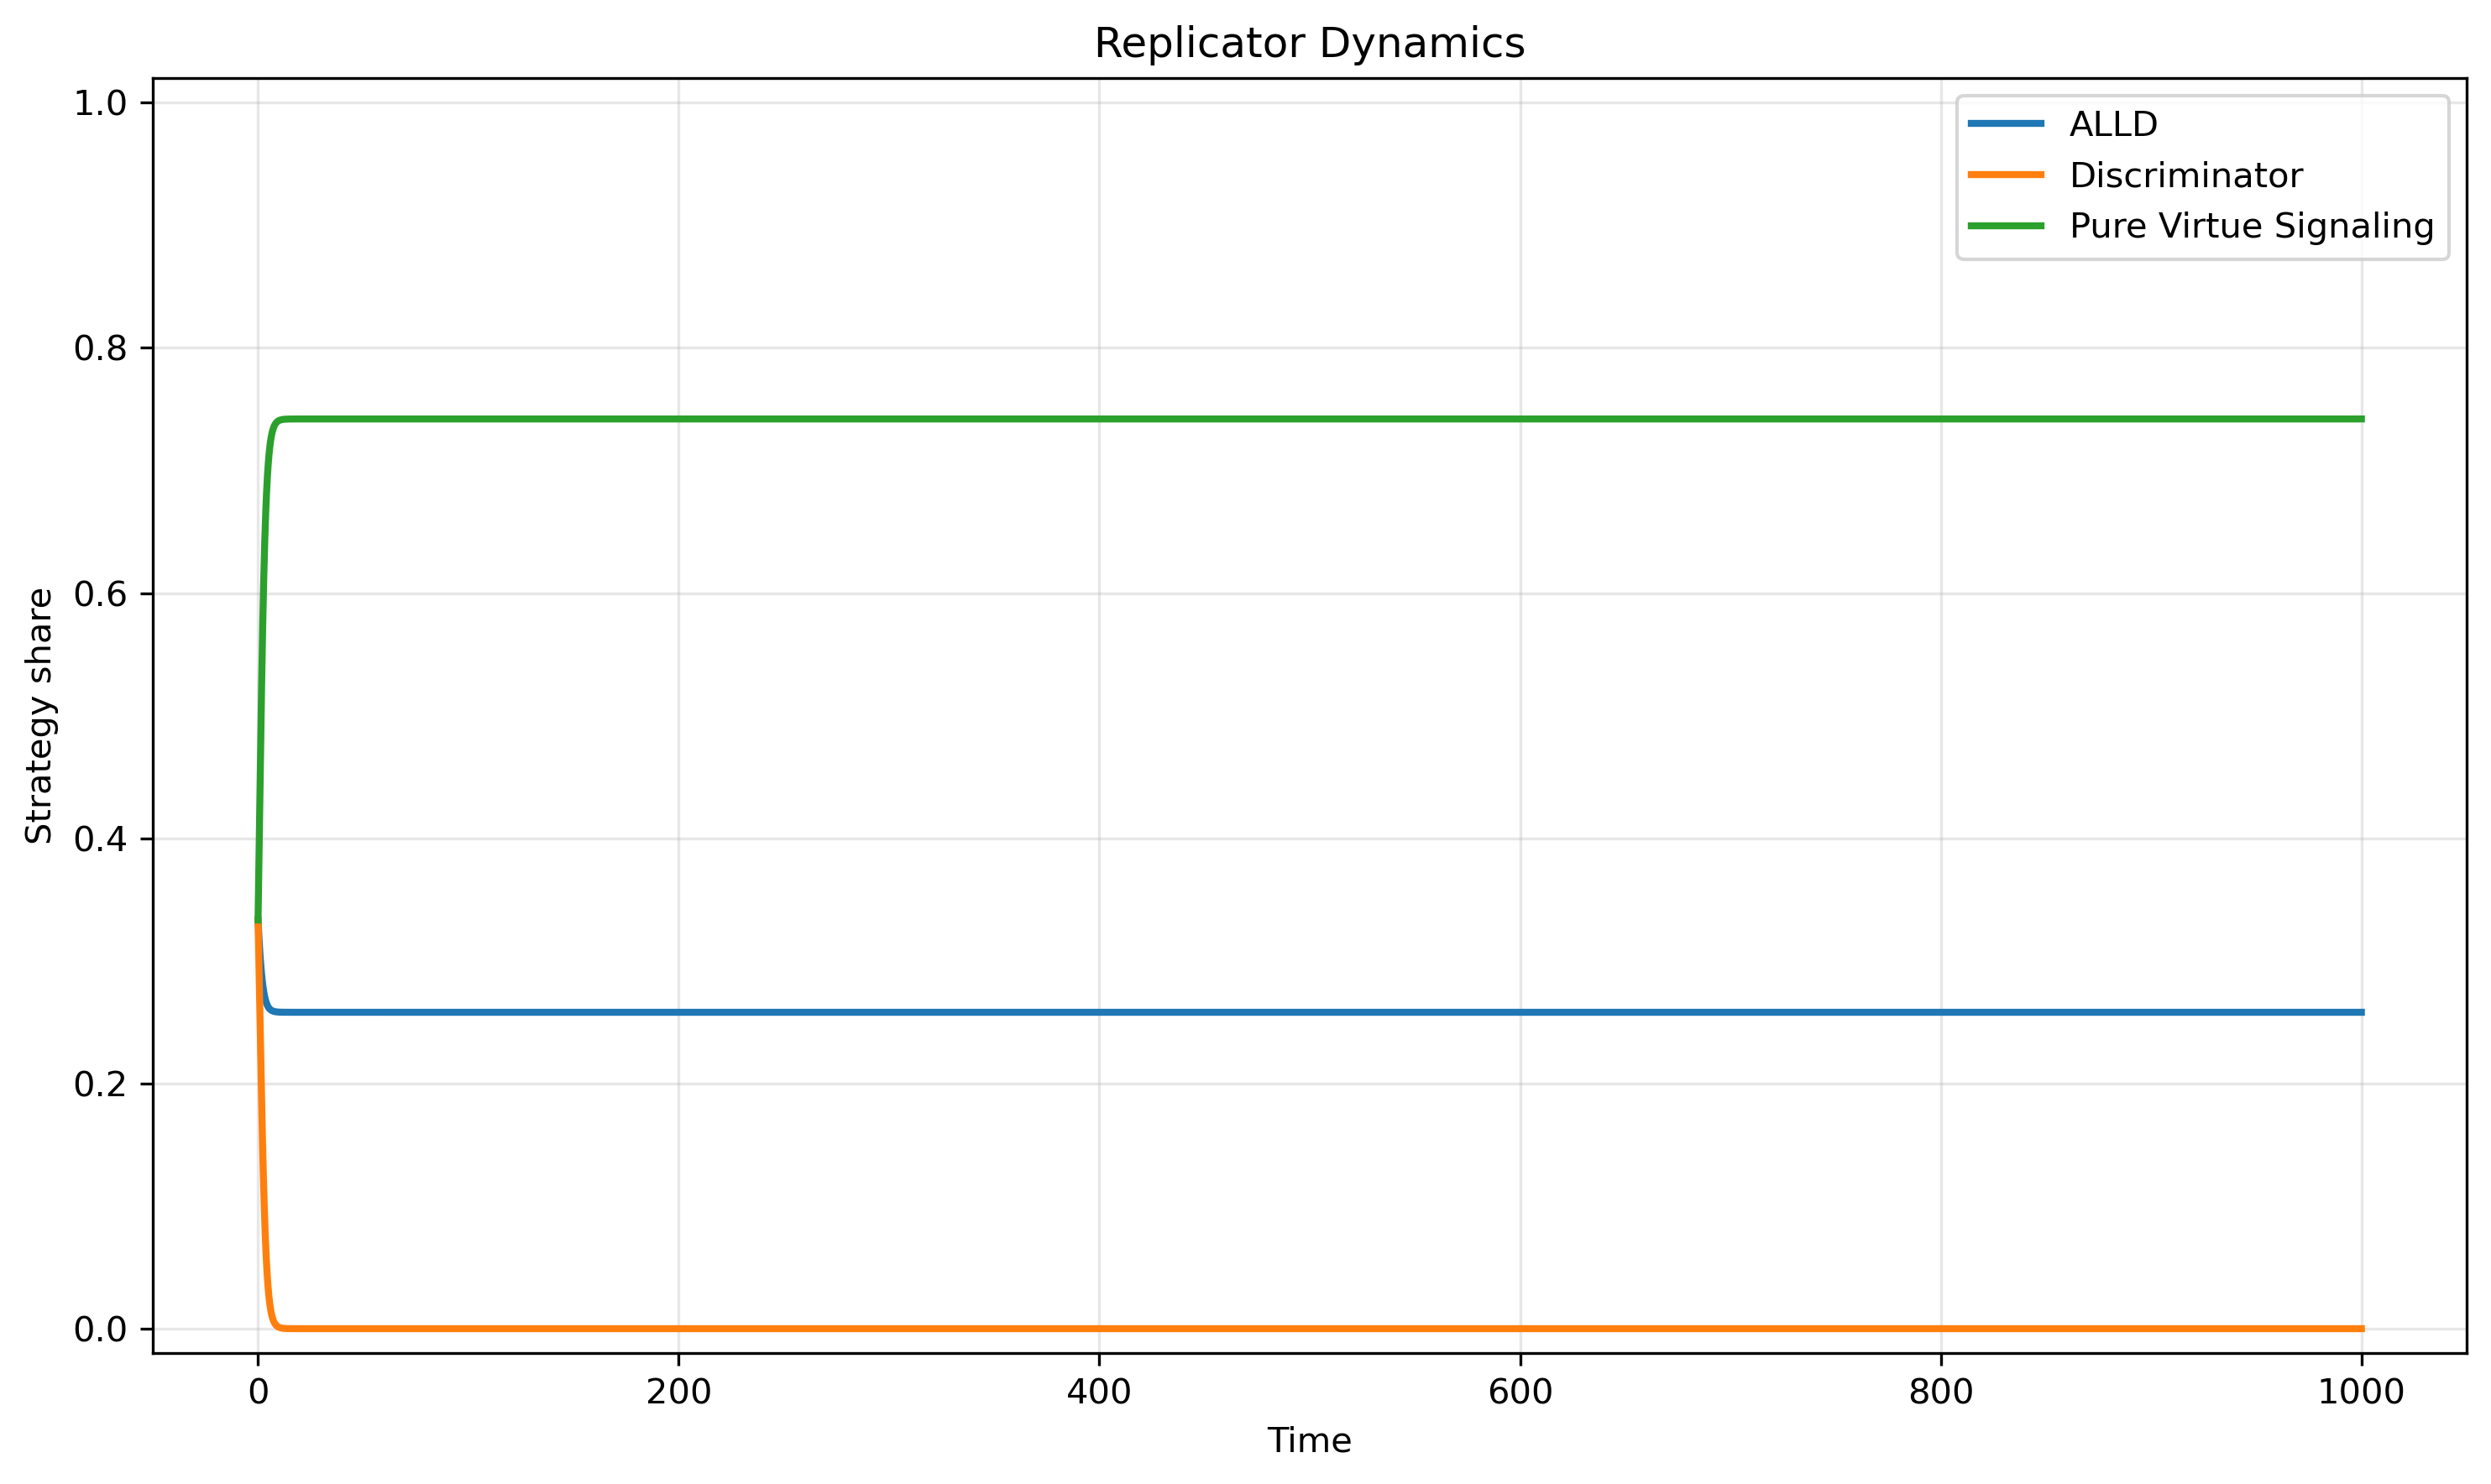 Replicator Dynamics
1.0
0.8
0.6
0.4
0.2
0.0
Strategy share
ALLD
Discriminator
Pure Virtue Signaling
0 200 400 600 800 1000
Time